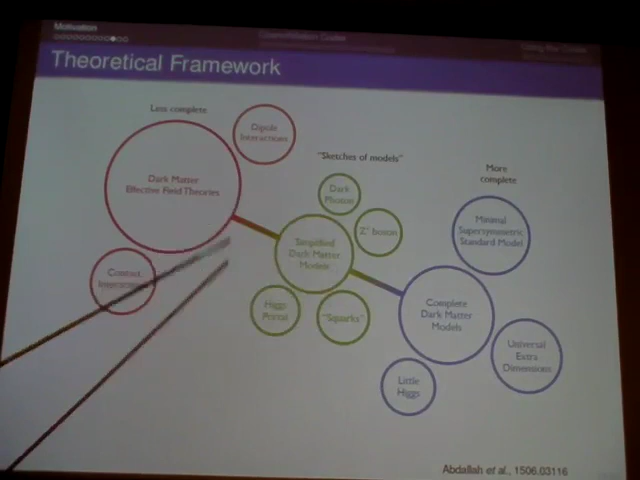 Motivation
Theoretical Framework
Less complete
Dipole
Interactions
Dark Matter
Effective Field Theories
"Sketches of models"
More
complete
Dark
Photon
Z' boson
Minimal
Supersymmetric
Standard Model
Simplified
Dark Matter
Models
Contact
Interactions
Higgs
Portal
"Squarks"
Complete
Dark Matter
Models
Universal
Extra
Dimensions
Little
Higgs
Abdallah et al., 1506.03116